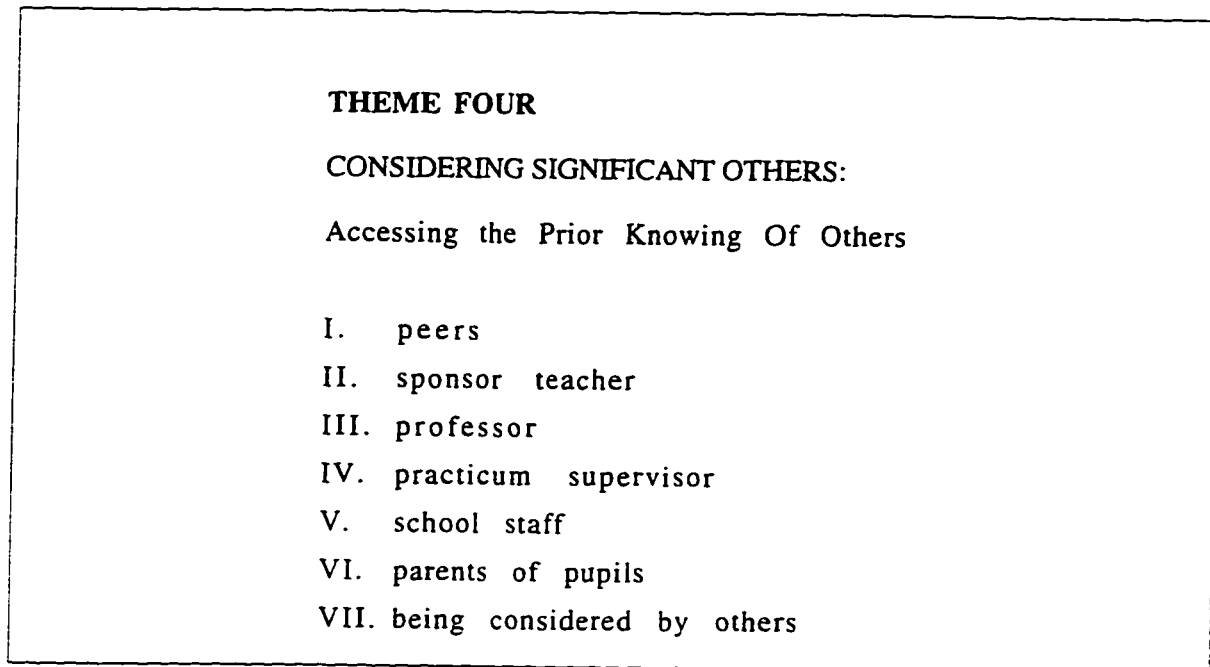 THEME FOUR
CONSIDERING SIGNIFICANT OTHERS:
Accessing the Prior Knowing Of Others
I. peers
II. sponsor teacher
III. professor
IV. practicum supervisor
V. school staff
VI. parents of pupils
VII. being considered by others